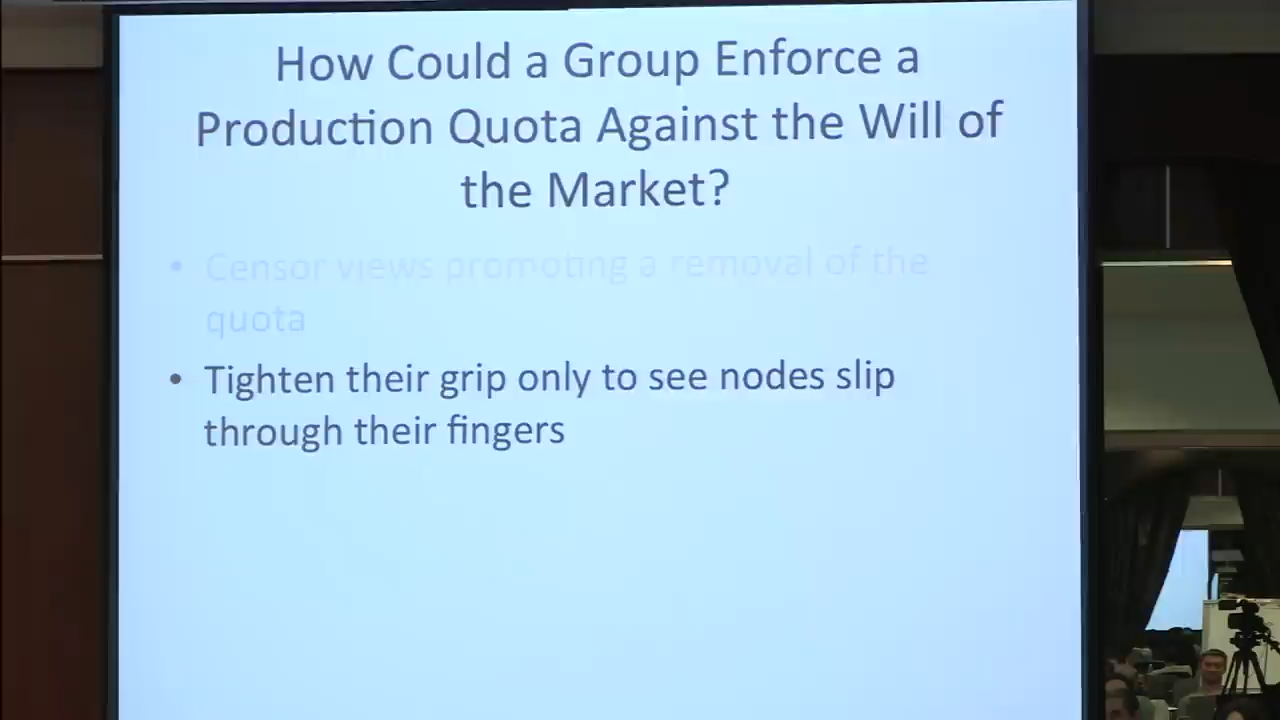 How Could a Group Enforce a
Production Quota Against the Will of
the Market?
• Censor views promoting a removal of the
quota
• Tighten their grip only to see nodes slip
through their fingers